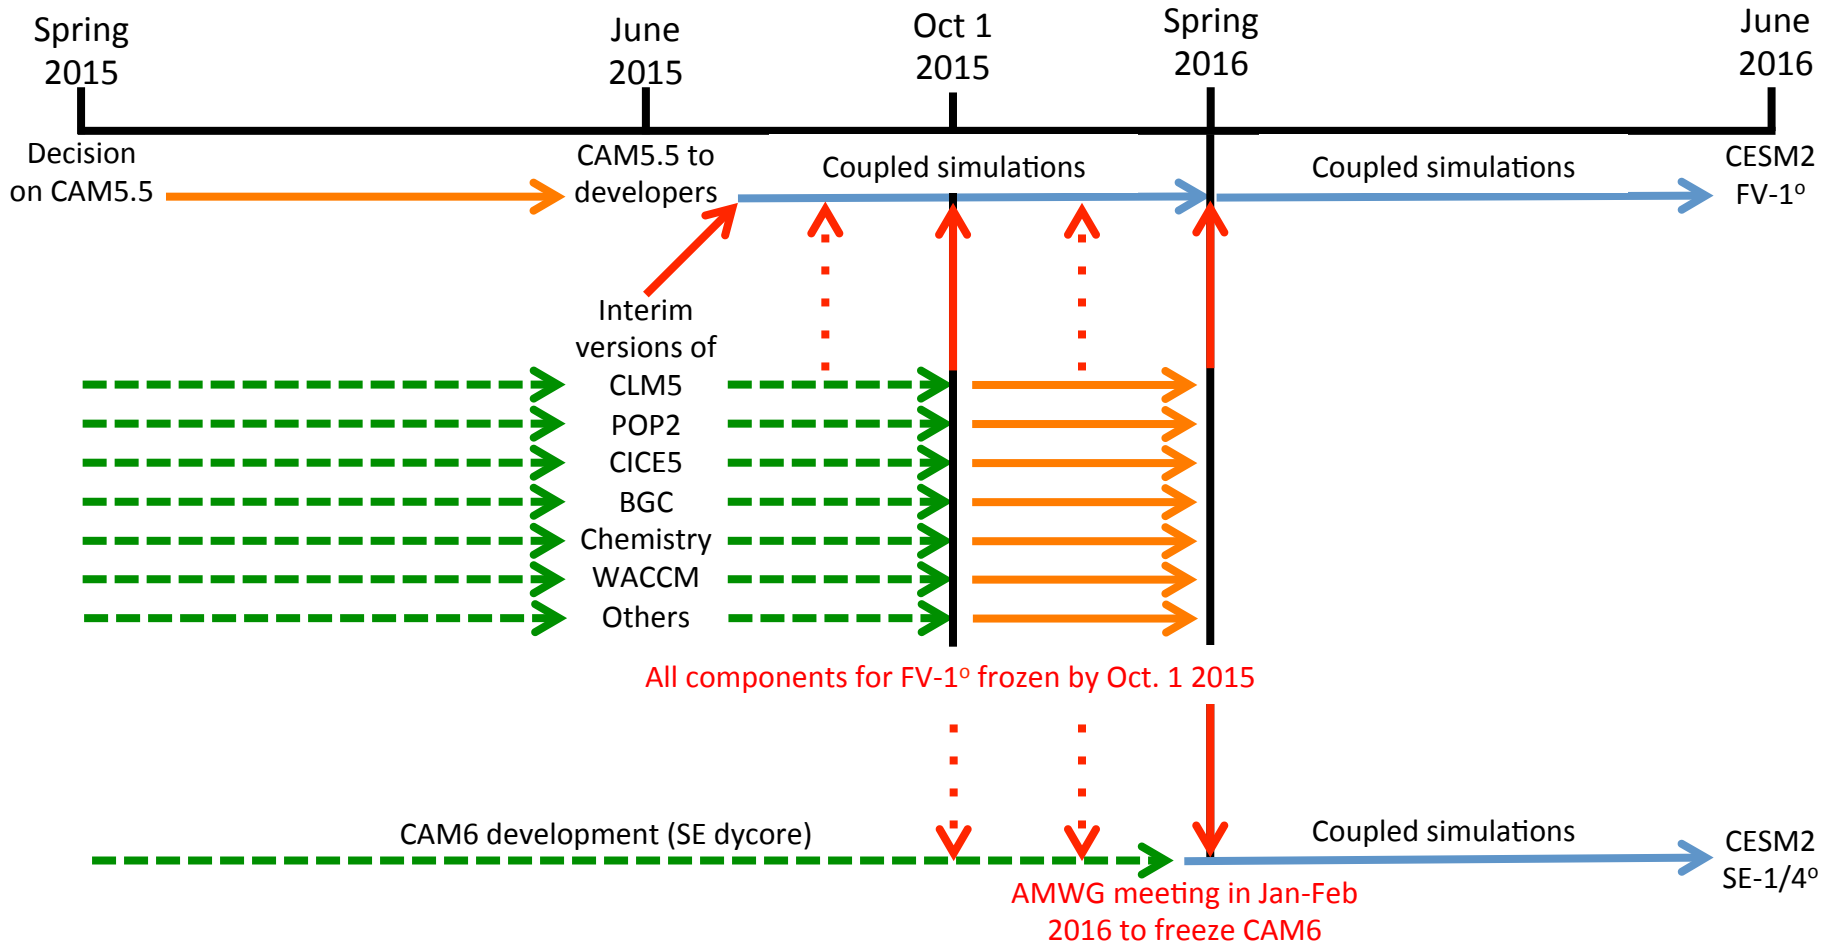 Spring
2015
June
2015
Oct 1
2015
Spring
2016
June
2016
Decision
on CAM5.5
CAM5.5 to
developers
Coupled simulations
Coupled simulations
CESM2
FV-1°
Interim
versions of
CLM5
POP2
CICE5
BGC
Chemistry
WACCM
Others
All components for FV-1° frozen by Oct. 1 2015
CAM6 development (SE dycore)
Coupled simulations
CESM2
SE-1/4°
AMWG meeting in Jan-Feb
2016 to freeze CAM6